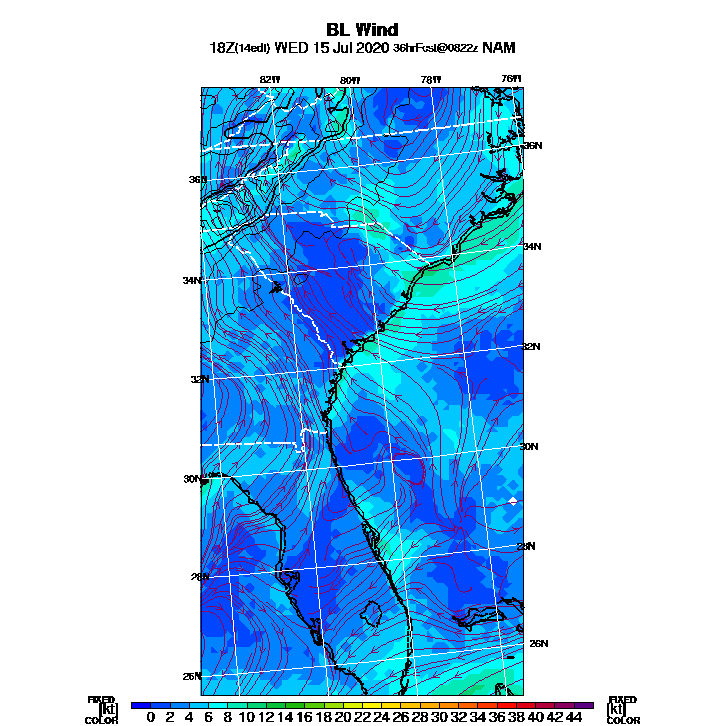 BL Wind
18Z(14edt) WED 15 Jul 2020 36hrFcst@0822z NAM
82W 80W 78W 76W
36N
36N
34N
34N
32N
32N
30N
30N
28N
28N
26N
26N
FIXED FIXED
[kt] [kt]
COLOR COLOR
0 2 4 6 8 10 12 14 16 18 20 22 24 26 28 30 32 34 36 38 40 42 44